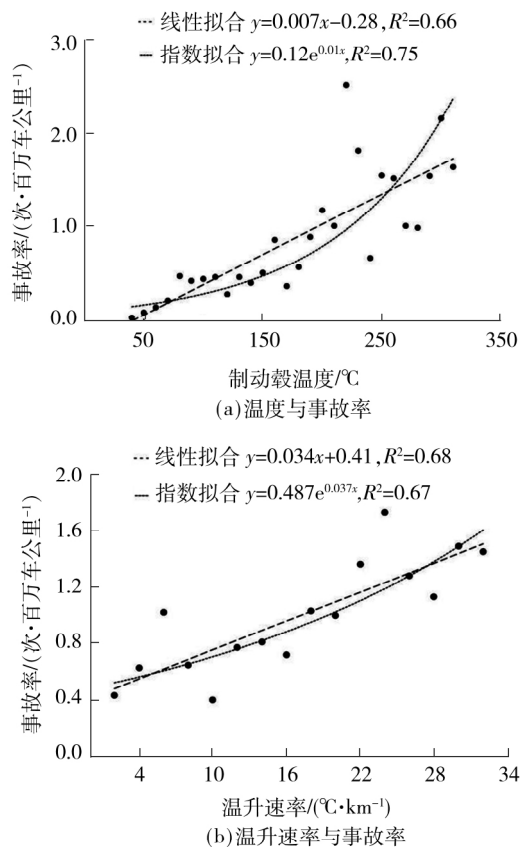 线性拟合 y=0.007x−0.28,R²=0.66
指数拟合 y=0.12e^0.01x,R²=0.75
3.0
2.0
1.0
0.0
50 150 250 350
事故率/(次·百万车公里⁻¹)
制动毂温度/℃
(a)温度与事故率
线性拟合 y=0.034x+0.41,R²=0.68
指数拟合 y=0.487e^0.037x,R²=0.67
2.0
1.6
1.2
0.8
0.4
0.0
4 10 16 22 28 34
事故率/(次·百万车公里⁻¹)
温升速率/(℃·km⁻¹)
(b)温升速率与事故率